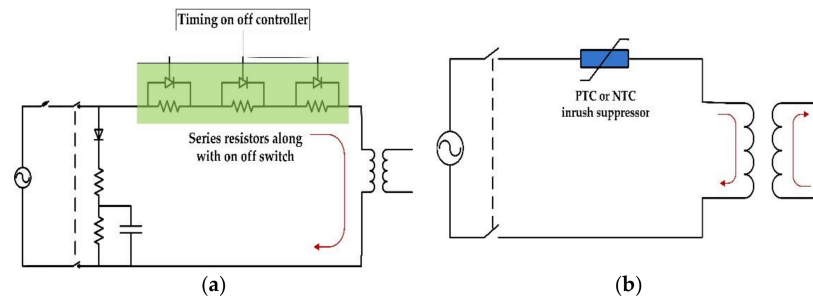 Timing on off controller
Series resistors along
with on off switch
PTC or NTC
inrush suppressor
(a)
(b)